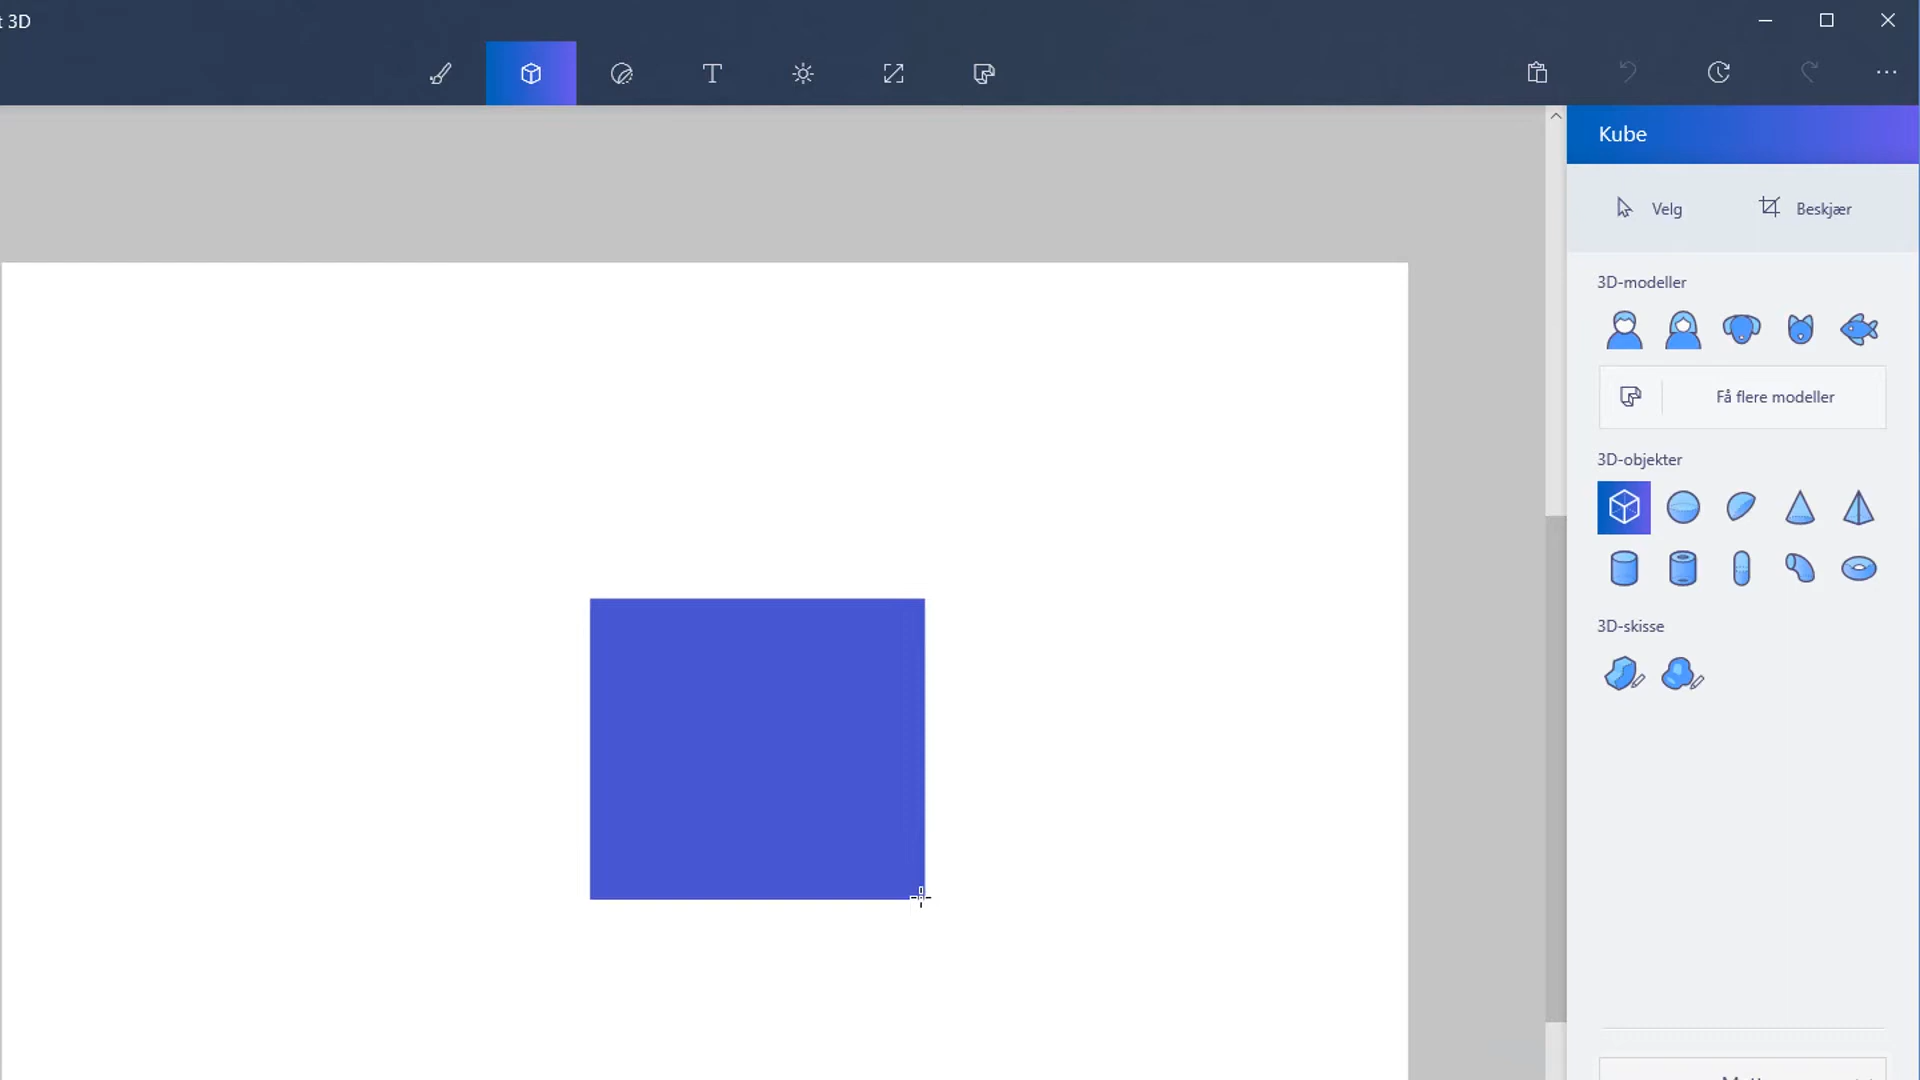 t 3D
Kube
Velg
Beskjær
3D-modeller
Få flere modeller
3D-objekter
3D-skisse